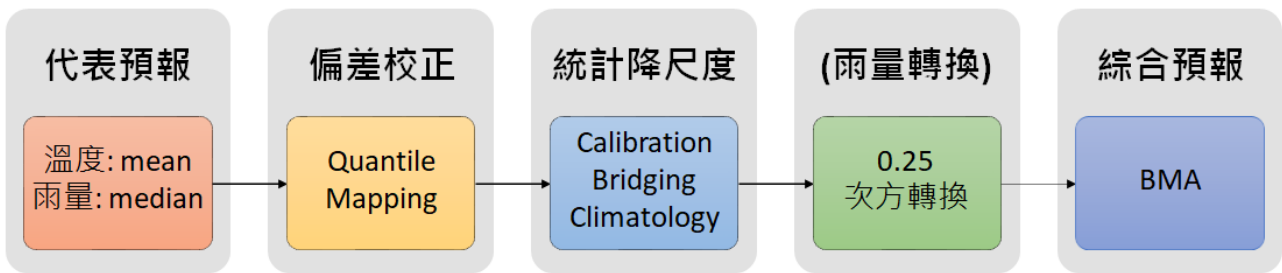 代表預報
溫度: mean
雨量: median
偏差校正
Quantile
Mapping
統計降尺度
Calibration
Bridging
Climatology
(雨量轉換)
0.25
次方轉換
綜合預報
BMA